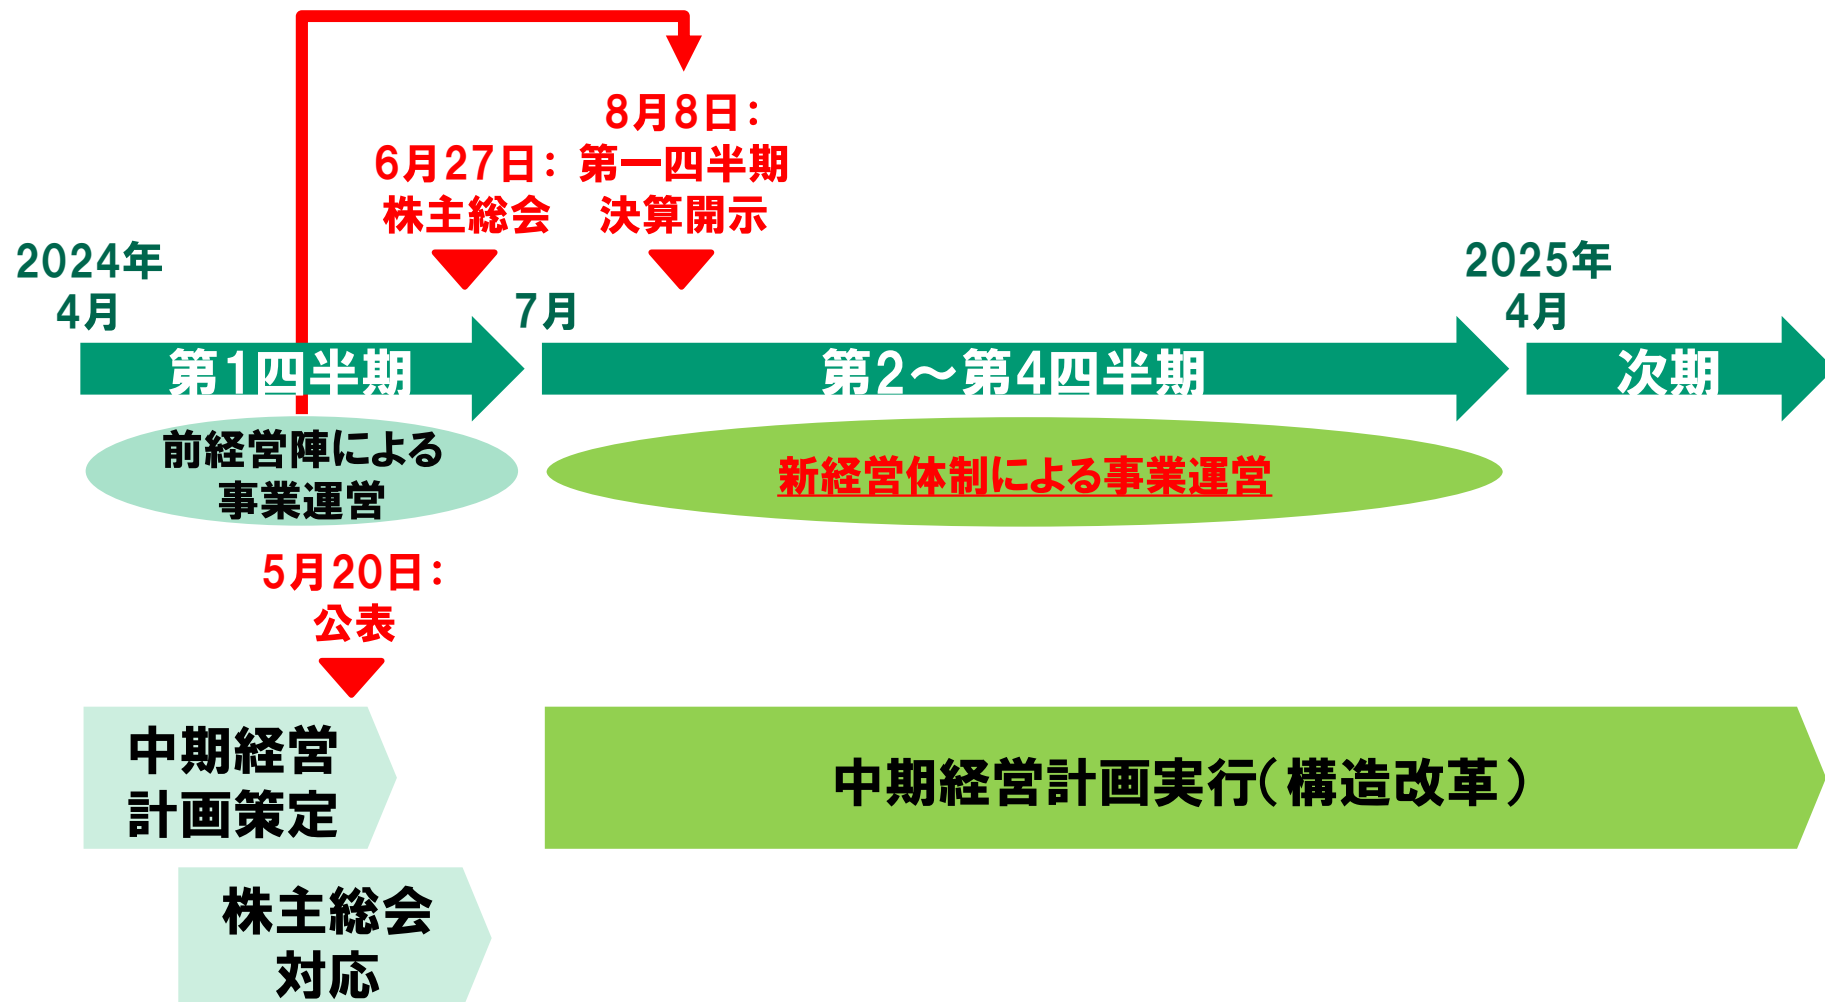 8月8日：
第一四半期
決算開示
6月27日：
株主総会
2024年
4月
7月
2025年
4月
第1四半期
第2～第4四半期
次期
前経営陣による
事業運営
新経営体制による事業運営
5月20日：
公表
中期経営
計画策定
中期経営計画実行（構造改革）
株主総会
対応